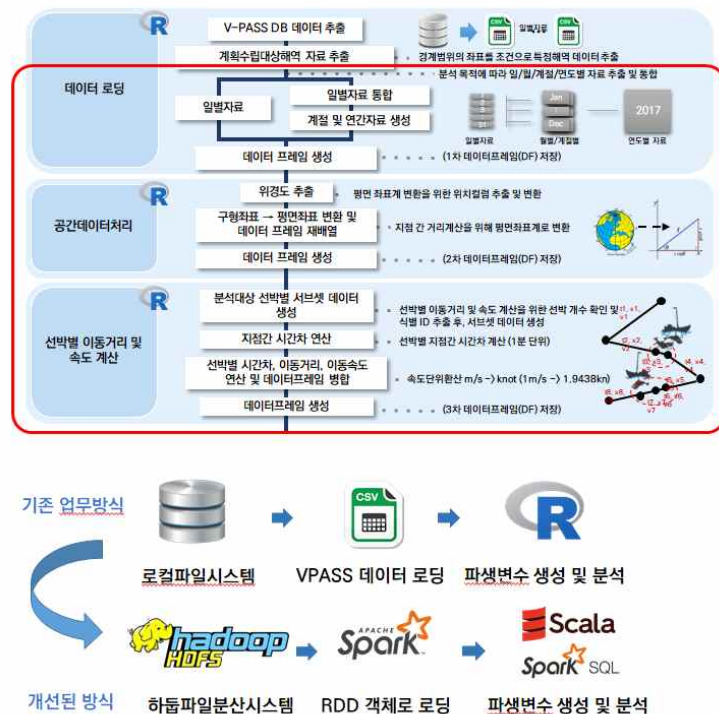 V-PASS DB 데이터 추출
CSV 일별자료 CSV
계획수립대상해역 자료 추출
경계범위의 좌표를 조건으로 특정해역 데이터 추출
분석 목적에 따라 일/월/계절/연도별 자료 추출 및 통합
데이터 로딩
R
일별자료
일별자료 통합
계절 및 연간자료 생성
Jan
Dec
2017
31
일별자료
월별/계절별
연도별 자료
데이터 프레임 생성
(1차 데이터프레임(DF) 저장)
공간데이터처리
R
위경도 추출
평면 좌표계 변환을 위한 위치컬럼 추출 및 변환
구형좌표 → 평면좌표 변환 및
데이터 프레임 재배열
지점 간 거리계산을 위해 평면좌표계로 변환
데이터 프레임 생성
(2차 데이터프레임(DF) 저장)
선박별 이동거리 및
속도 계산
R
분석대상 선박별 서브셋 데이터
생성
선박별 이동거리 및 속도 계산을 위한 선박 개수 확인 및
식별 ID 추출 후, 서브셋 데이터 생성
지점간 시간차 연산
선박별 지점간 시간차 계산 (1분 단위)
선박별 시간차, 이동거리, 이동속도
연산 및 데이터프레임 병합
속도단위환산 m/s -> knot (1m/s -> 1.9438kn)
데이터프레임 생성
(3차 데이터프레임(DF) 저장)
기존 업무방식
CSV
R
로컬파일시스템
VPASS 데이터 로딩
파생변수 생성 및 분석
hadoop
HDFS
APACHE
Spark
Scala
Spark SQL
개선된 방식
하둡파일분산시스템
RDD 객체로 로딩
파생변수 생성 및 분석